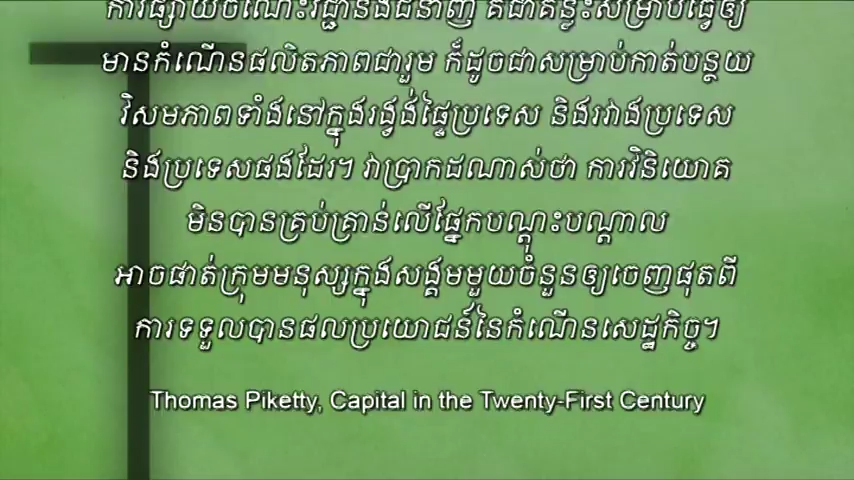 ការផ្សាយចំណេះវិជ្ជានិងជំនាញ គឺជាគន្លឹះសម្រាប់ធ្វើឲ្យ
មានកំណើនផលិតភាពជារួម ក៏ដូចជាសម្រាប់កាត់បន្ថយ
វិសមភាពទាំងនៅក្នុងរង្វង់ផ្ទៃប្រទេស និងរវាងប្រទេស
និងប្រទេសផងដែរ។ វាប្រាកដណាស់ថា ការវិនិយោគ
មិនបានគ្រប់គ្រាន់លើផ្នែកបណ្តុះបណ្តាល
អាចផាត់ក្រុមមនុស្សក្នុងសង្គមមួយចំនួនឲ្យចេញផុតពី
ការទទួលបានផលប្រយោជន៍នៃកំណើនសេដ្ឋកិច្ច។
Thomas Piketty, Capital in the Twenty-First Century